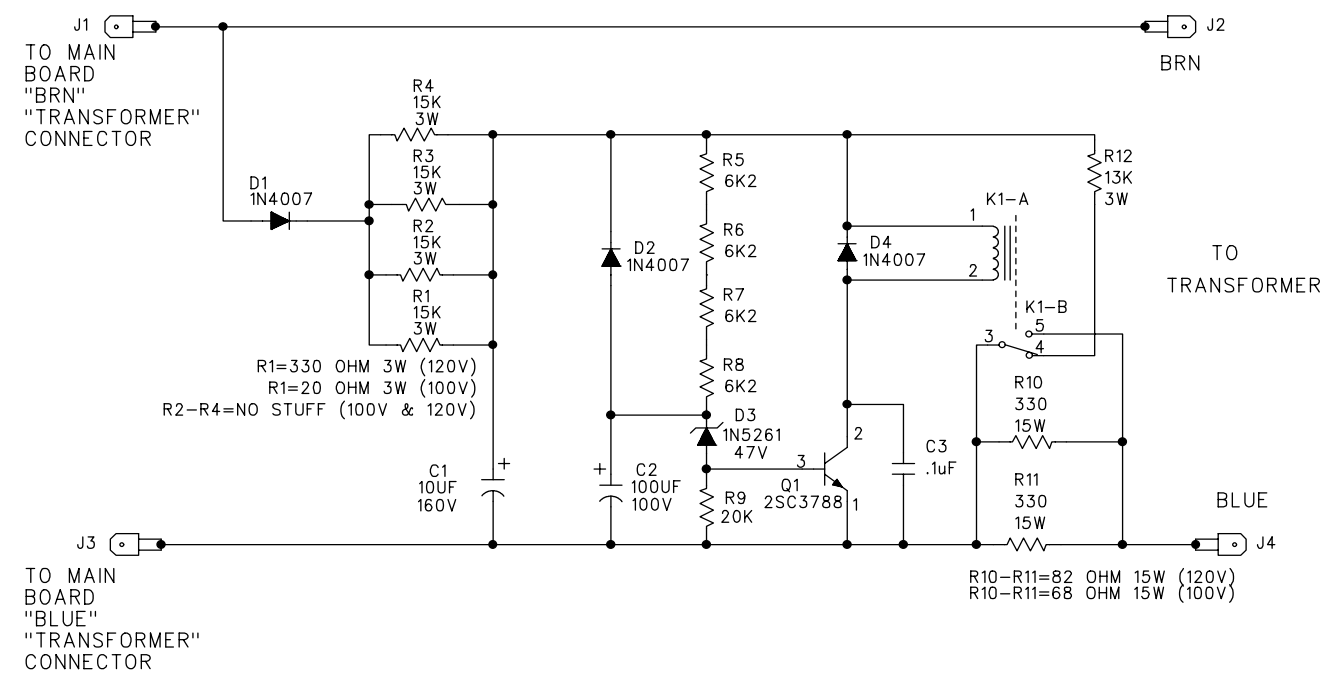 J1
J2
TO MAIN
BOARD
"BRN"
"TRANSFORMER"
CONNECTOR
BRN
R4
15K
3W
R3
15K
3W
R2
15K
3W
R1
15K
3W
D1
1N4007
R1=330 OHM 3W (120V)
R1=20 OHM 3W (100V)
R2-R4=NO STUFF (100V & 120V)
D2
1N4007
R5
6K2
R6
6K2
R7
6K2
R8
6K2
D3
1N5261
47V
D4
1N4007
K1-A
1
2
R12
13K
3W
TO
TRANSFORMER
K1-B
3
5
4
R10
330
15W
R11
330
15W
C1
+
10UF
160V
+
C2
100UF
100V
R9
20K
3
2
Q1
2SC3788
1
C3
.1uF
BLUE
J3
J4
R10-R11=82 OHM 15W (120V)
R10-R11=68 OHM 15W (100V)
TO MAIN
BOARD
"BLUE"
"TRANSFORMER"
CONNECTOR